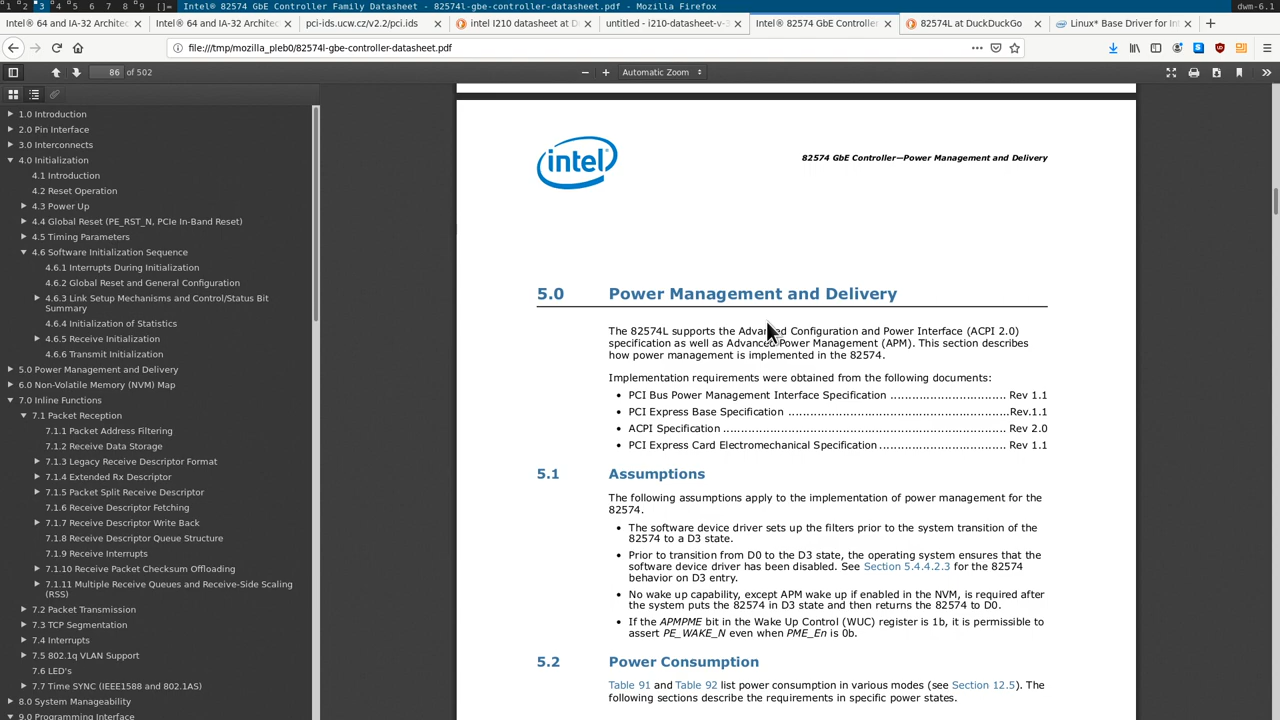 1 2 3 4 5 6 7 8 9 []= Intel® 82574 GbE Controller Family Datasheet - 82574l-gbe-controller-datasheet.pdf - Mozilla Firefox dwm-6.1
Intel® 64 and IA-32 Architec Intel® 64 and IA-32 Architec pci-ids.ucw.cz/v2.2/pci.ids intel I210 datasheet at D untitled - i210-datasheet-v-3 Intel® 82574 GbE Controlle 82574L at DuckDuckGo Linux* Base Driver for Int
file:///tmp/mozilla_pleb0/82574l-gbe-controller-datasheet.pdf
86 of 502 Automatic Zoom
1.0 Introduction
2.0 Pin Interface
3.0 Interconnects
4.0 Initialization
4.1 Introduction
4.2 Reset Operation
4.3 Power Up
4.4 Global Reset (PE_RST_N, PCIe In-Band Reset)
4.5 Timing Parameters
4.6 Software Initialization Sequence
4.6.1 Interrupts During Initialization
4.6.2 Global Reset and General Configuration
4.6.3 Link Setup Mechanisms and Control/Status Bit
Summary
4.6.4 Initialization of Statistics
4.6.5 Receive Initialization
4.6.6 Transmit Initialization
5.0 Power Management and Delivery
6.0 Non-Volatile Memory (NVM) Map
7.0 Inline Functions
7.1 Packet Reception
7.1.1 Packet Address Filtering
7.1.2 Receive Data Storage
7.1.3 Legacy Receive Descriptor Format
7.1.4 Extended Rx Descriptor
7.1.5 Packet Split Receive Descriptor
7.1.6 Receive Descriptor Fetching
7.1.7 Receive Descriptor Write Back
7.1.8 Receive Descriptor Queue Structure
7.1.9 Receive Interrupts
7.1.10 Receive Packet Checksum Offloading
7.1.11 Multiple Receive Queues and Receive-Side Scaling
(RSS)
7.2 Packet Transmission
7.3 TCP Segmentation
7.4 Interrupts
7.5 802.1q VLAN Support
7.6 LED's
7.7 Time SYNC (IEEE1588 and 802.1AS)
8.0 System Manageability
9.0 Programming Interface
intel®
82574 GbE Controller—Power Management and Delivery
5.0 Power Management and Delivery
The 82574L supports the Advanced Configuration and Power Interface (ACPI 2.0)
specification as well as Advanced Power Management (APM). This section describes
how power management is implemented in the 82574.
Implementation requirements were obtained from the following documents:
• PCI Bus Power Management Interface Specification ................................ Rev 1.1
• PCI Express Base Specification ............................................................Rev.1.1
• ACPI Specification .............................................................................. Rev 2.0
• PCI Express Card Electromechanical Specification.................................. Rev 1.1
5.1 Assumptions
The following assumptions apply to the implementation of power management for the
82574.
• The software device driver sets up the filters prior to the system transition of the
82574 to a D3 state.
• Prior to transition from D0 to the D3 state, the operating system ensures that the
software device driver has been disabled. See Section 5.4.4.2.3 for the 82574
behavior on D3 entry.
• No wake up capability, except APM wake up if enabled in the NVM, is required after
the system puts the 82574 in D3 state and then returns the 82574 to D0.
• If the APMPME bit in the Wake Up Control (WUC) register is 1b, it is permissible to
assert PE_WAKE_N even when PME_En is 0b.
5.2 Power Consumption
Table 91 and Table 92 list power consumption in various modes (see Section 12.5). The
following sections describe the requirements in specific power states.